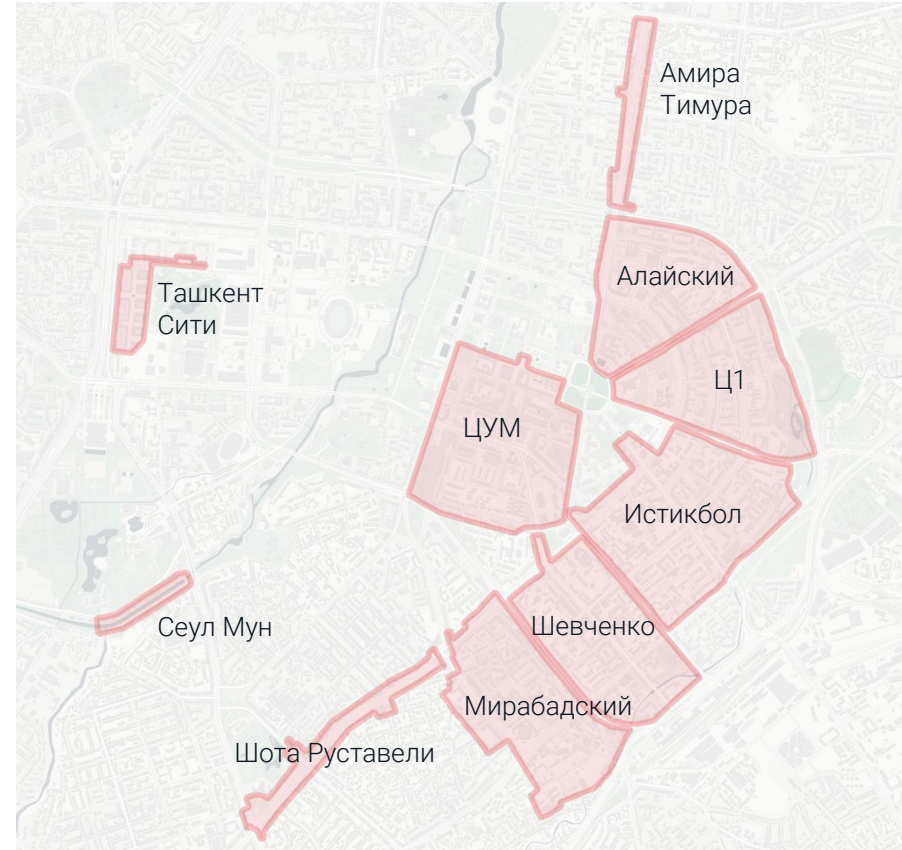 Амира
Тимура
Алайский
Ташкент
Сити
Ц1
ЦУМ
Истикбол
Сеул Мун
Шевченко
Мирабадский
Шота Руставели